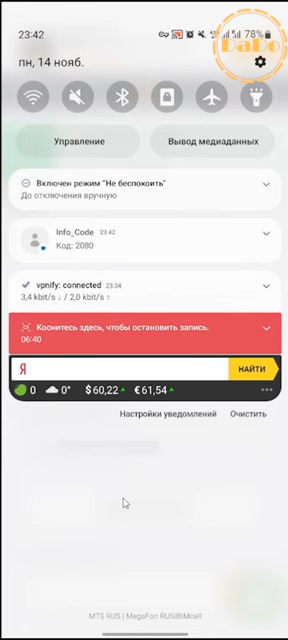 23:42
78%
DaDo
пн, 14 нояб.
Управление
Вывод медиаданных
Включен режим "Не беспокоить"
До отключения вручную
Info_Code 23:42
Код: 2080
vpnify: connected 23:34
3,4 kbit/s ↓ / 2,0 kbit/s ↑
Коснитесь здесь, чтобы остановить запись.
06:40
Я
НАЙТИ
0 0° $60,22 €61,54
Настройки уведомлений Очистить
MTS RUS | MegaFon RUS|BIMcell